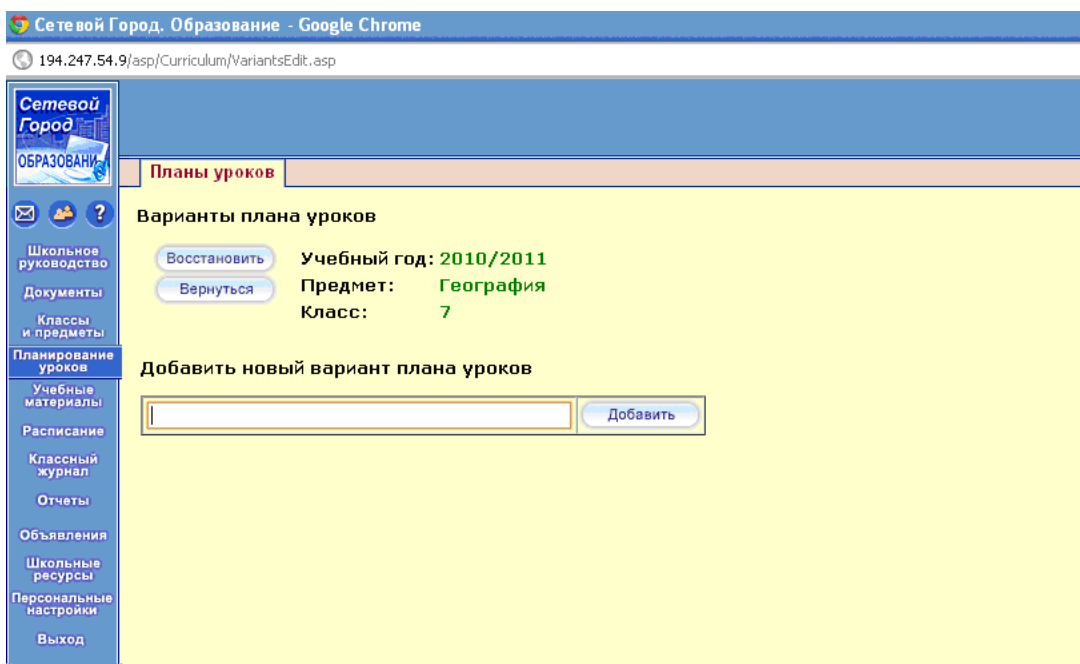 Сетевой Город. Образование - Google Chrome
194.247.54.9/asp/Curriculum/VariantsEdit.asp
Сетевой
Город
ОБРАЗОВАНИ
Планы уроков
?
Варианты плана уроков
Школьное
руководство
Документы
Классы
и предметы
Планирование
уроков
Учебные
материалы
Расписание
Классный
журнал
Отчеты
Объявления
Школьные
ресурсы
Персональные
настройки
Выход
Восстановить
Вернуться
Учебный год: 2010/2011
Предмет: География
Класс: 7
Добавить новый вариант плана уроков
Добавить